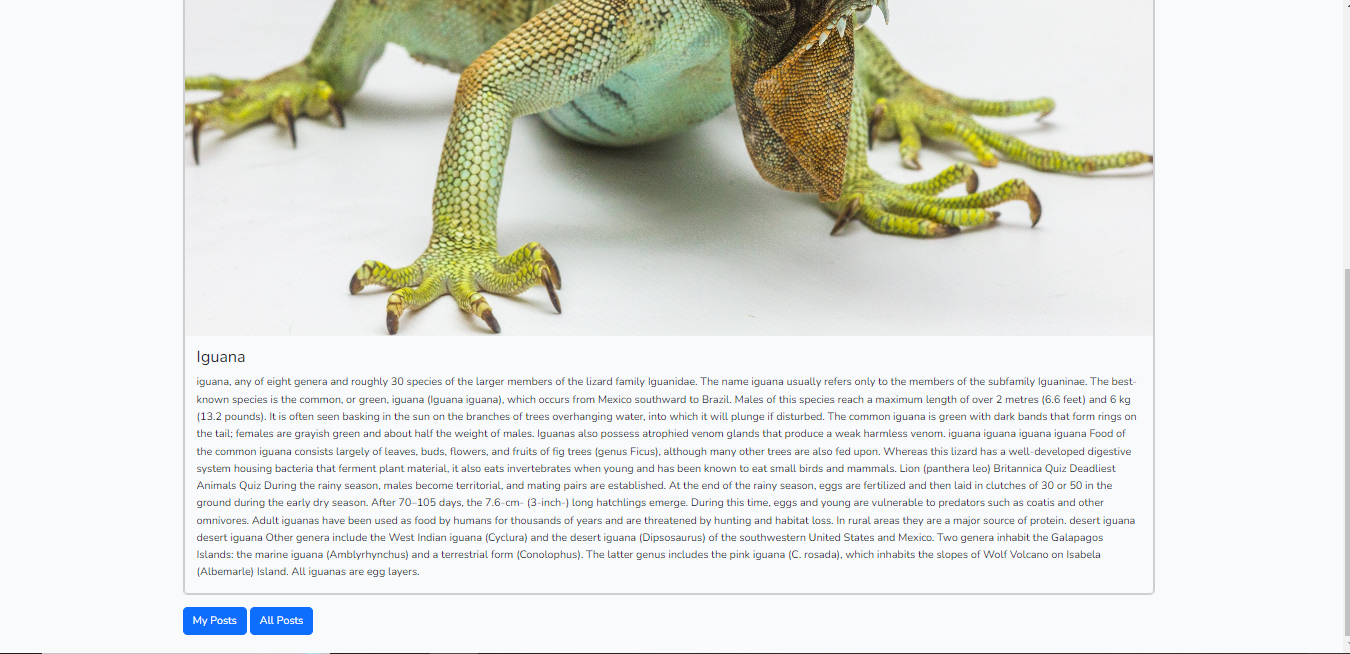 Iguana
iguana, any of eight genera and roughly 30 species of the larger members of the lizard family Iguanidae. The name iguana usually refers only to the members of the subfamily Iguaninae. The best-
known species is the common, or green, iguana (Iguana iguana), which occurs from Mexico southward to Brazil. Males of this species reach a maximum length of over 2 metres (6.6 feet) and 6 kg
(13.2 pounds). It is often seen basking in the sun on the branches of trees overhanging water, into which it will plunge if disturbed. The common iguana is green with dark bands that form rings on
the tail; females are grayish green and about half the weight of males. Iguanas also possess atrophied venom glands that produce a weak harmless venom. iguana iguana iguana iguana Food of
the common iguana consists largely of leaves, buds, flowers, and fruits of fig trees (genus Ficus), although many other trees are also fed upon. Whereas this lizard has a well-developed digestive
system housing bacteria that ferment plant material, it also eats invertebrates when young and has been known to eat small birds and mammals. Lion (panthera leo) Britannica Quiz Deadliest
Animals Quiz During the rainy season, males become territorial, and mating pairs are established. At the end of the rainy season, eggs are fertilized and then laid in clutches of 30 or 50 in the
ground during the early dry season. After 70–105 days, the 7.6-cm- (3-inch-) long hatchlings emerge. During this time, eggs and young are vulnerable to predators such as coatis and other
omnivores. Adult iguanas have been used as food by humans for thousands of years and are threatened by hunting and habitat loss. In rural areas they are a major source of protein. desert iguana
desert iguana Other genera include the West Indian iguana (Cyclura) and the desert iguana (Dipsosaurus) of the southwestern United States and Mexico. Two genera inhabit the Galapagos
Islands: the marine iguana (Amblyrhynchus) and a terrestrial form (Conolophus). The latter genus includes the pink iguana (C. rosada), which inhabits the slopes of Wolf Volcano on Isabela
(Albemarle) Island. All iguanas are egg layers.
My Posts All Posts